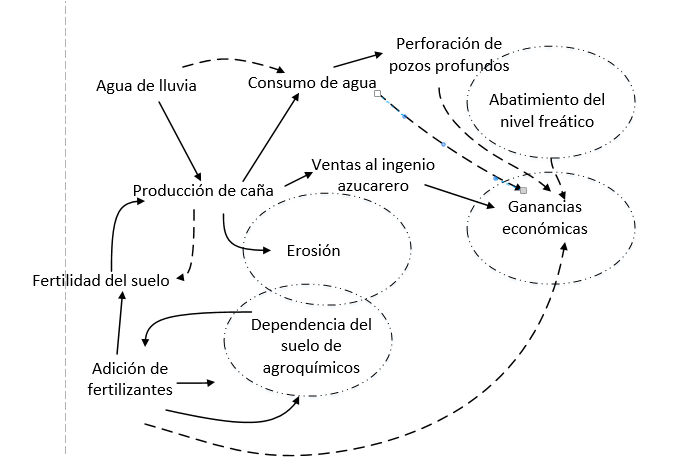 Perforación de
pozos profundos
Agua de lluvia
Consumo de agua
Abatimiento del
nivel freático
Ventas al ingenio
azucarero
Producción de caña
Ganancias
económicas
Erosión
Fertilidad del suelo
Dependencia del
suelo de
agroquímicos
Adición de
fertilizantes